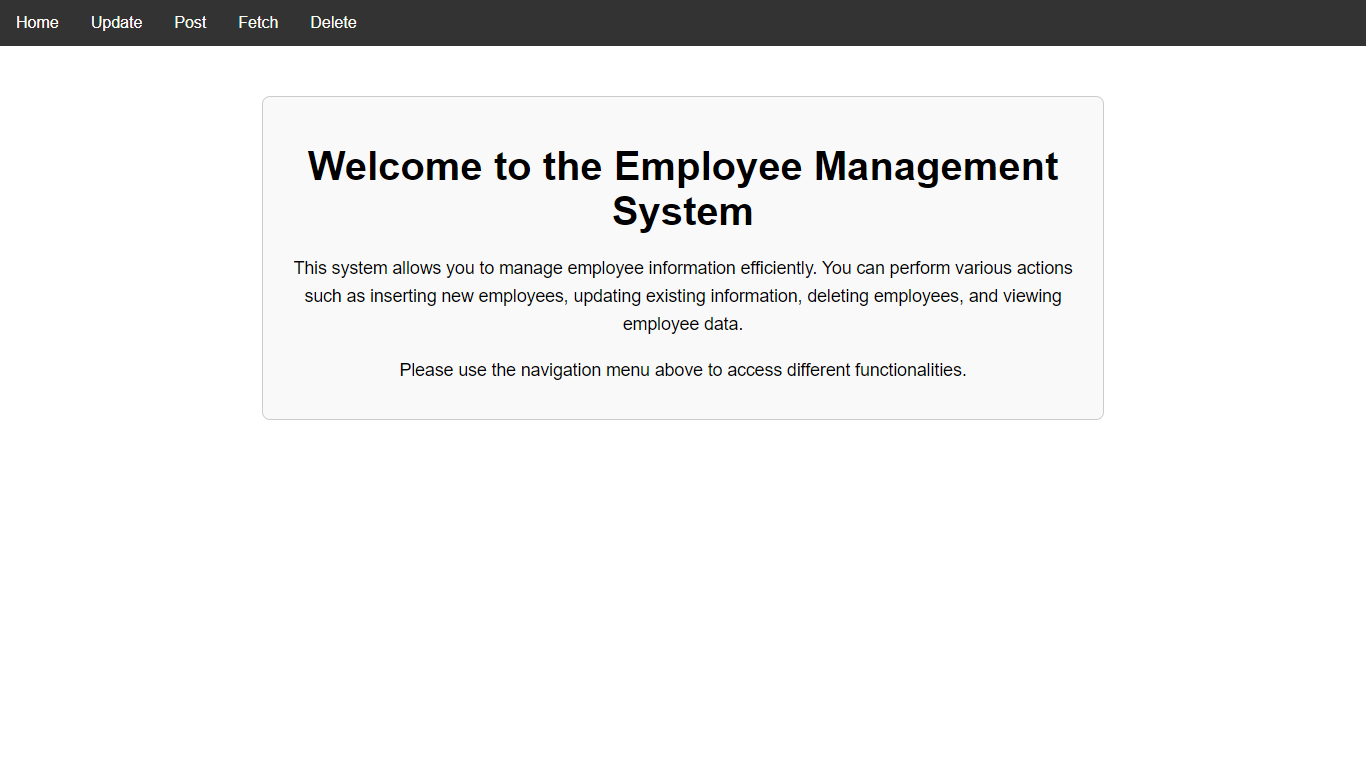 Home Update Post Fetch Delete
Welcome to the Employee Management
System
This system allows you to manage employee information efficiently. You can perform various actions
such as inserting new employees, updating existing information, deleting employees, and viewing
employee data.
Please use the navigation menu above to access different functionalities.